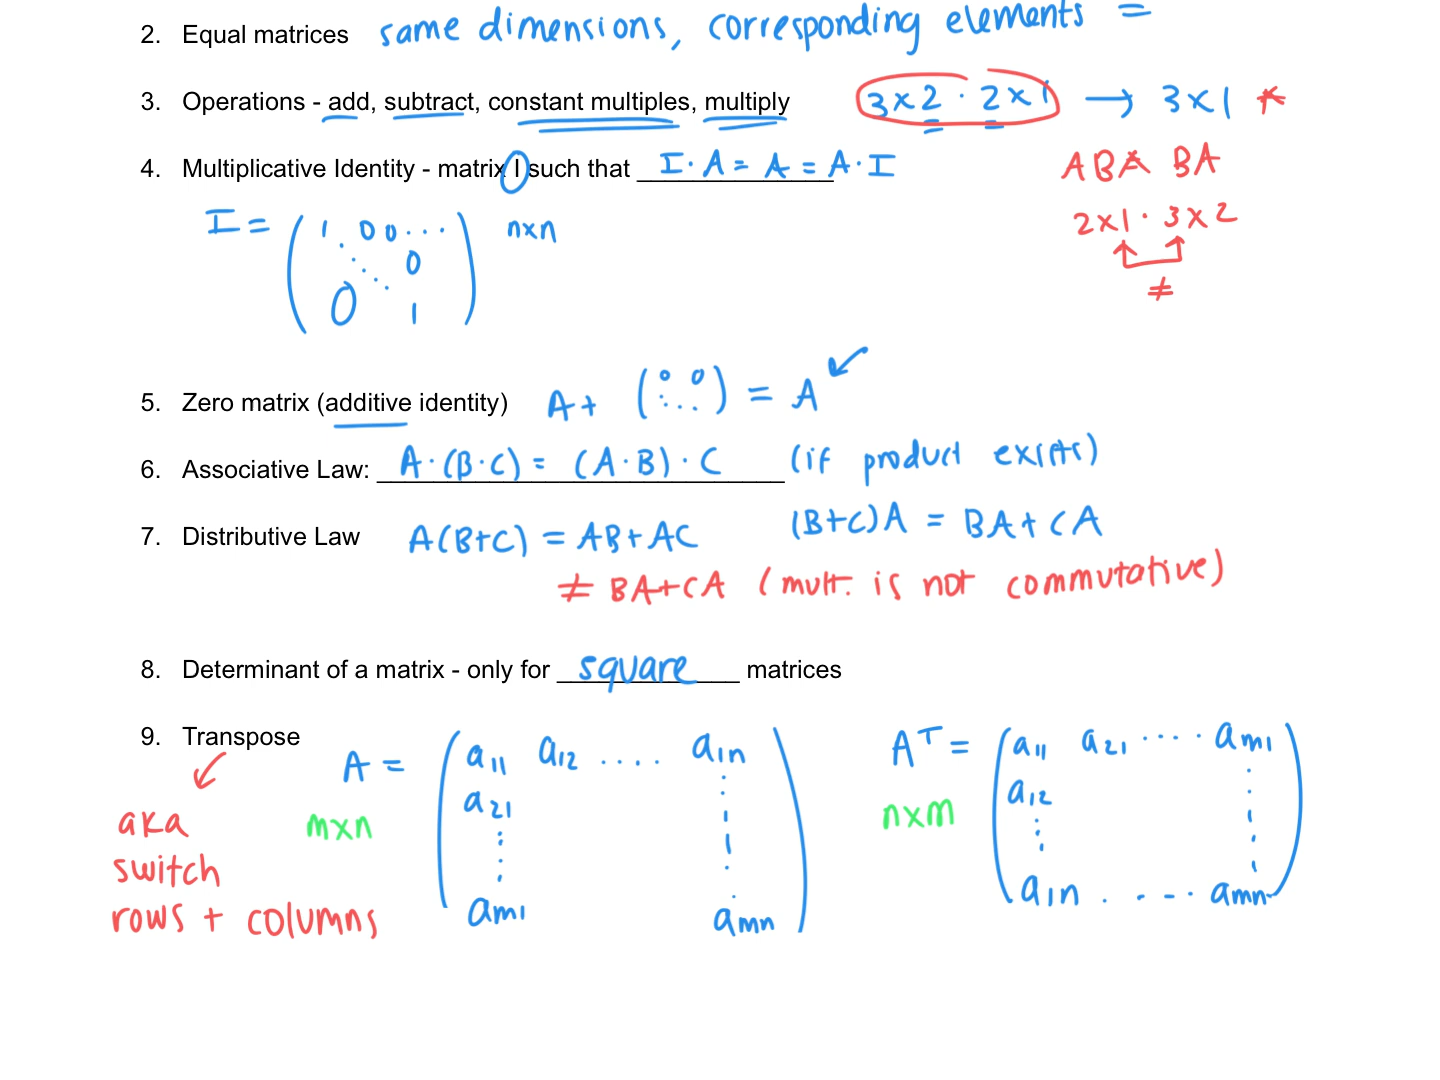 2. Equal matrices same dimensions, corresponding elements =
3. Operations - add, subtract, constant multiples, multiply 3x2 · 2x1 → 3x1 *
4. Multiplicative Identity - matrix I such that I·A = A = A·I
AB BA
I = ( 1 0 0 ... 0 0 1 ) nxn
2x1 · 3x2
≠
5. Zero matrix (additive identity) A + ( 0 0 ) = A
6. Associative Law: A·(B·C) = (A·B)·C (if product exists)
7. Distributive Law A(B+C) = AB+AC (B+C)A = BA+CA
≠ BA+CA (mult. is not commutative)
8. Determinant of a matrix - only for square matrices
9. Transpose
A = ( a11 a12 .... a1n
a21
am1 amn )
mxn
A^T = ( a11 a21 .... am1
a12
a1n ..... amn )
nxm
aka
switch
rows + columns